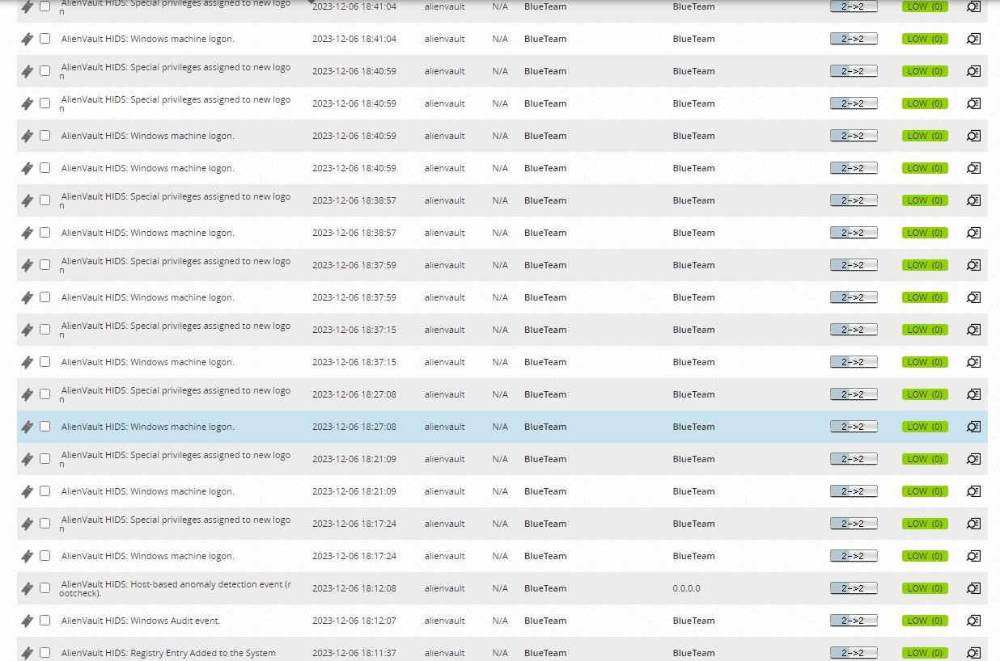 AlienVault HIDS: Special privileges assigned to new logo
n 2023-12-06 18:41:04 alienvault N/A BlueTeam BlueTeam 2->2 LOW (0)
AlienVault HIDS: Windows machine logon. 2023-12-06 18:41:04 alienvault N/A BlueTeam BlueTeam 2->2 LOW (0)
AlienVault HIDS: Special privileges assigned to new logo
n 2023-12-06 18:40:59 alienvault N/A BlueTeam BlueTeam 2->2 LOW (0)
AlienVault HIDS: Special privileges assigned to new logo
n 2023-12-06 18:40:59 alienvault N/A BlueTeam BlueTeam 2->2 LOW (0)
AlienVault HIDS: Windows machine logon. 2023-12-06 18:40:59 alienvault N/A BlueTeam BlueTeam 2->2 LOW (0)
AlienVault HIDS: Windows machine logon. 2023-12-06 18:40:59 alienvault N/A BlueTeam BlueTeam 2->2 LOW (0)
AlienVault HIDS: Special privileges assigned to new logo
n 2023-12-06 18:38:57 alienvault N/A BlueTeam BlueTeam 2->2 LOW (0)
AlienVault HIDS: Windows machine logon. 2023-12-06 18:38:57 alienvault N/A BlueTeam BlueTeam 2->2 LOW (0)
AlienVault HIDS: Special privileges assigned to new logo
n 2023-12-06 18:37:59 alienvault N/A BlueTeam BlueTeam 2->2 LOW (0)
AlienVault HIDS: Windows machine logon. 2023-12-06 18:37:59 alienvault N/A BlueTeam BlueTeam 2->2 LOW (0)
AlienVault HIDS: Special privileges assigned to new logo
n 2023-12-06 18:37:15 alienvault N/A BlueTeam BlueTeam 2->2 LOW (0)
AlienVault HIDS: Windows machine logon. 2023-12-06 18:37:15 alienvault N/A BlueTeam BlueTeam 2->2 LOW (0)
AlienVault HIDS: Special privileges assigned to new logo
n 2023-12-06 18:27:08 alienvault N/A BlueTeam BlueTeam 2->2 LOW (0)
AlienVault HIDS: Windows machine logon. 2023-12-06 18:27:08 alienvault N/A BlueTeam BlueTeam 2->2 LOW (0)
AlienVault HIDS: Special privileges assigned to new logo
n 2023-12-06 18:21:09 alienvault N/A BlueTeam BlueTeam 2->2 LOW (0)
AlienVault HIDS: Windows machine logon. 2023-12-06 18:21:09 alienvault N/A BlueTeam BlueTeam 2->2 LOW (0)
AlienVault HIDS: Special privileges assigned to new logo
n 2023-12-06 18:17:24 alienvault N/A BlueTeam BlueTeam 2->2 LOW (0)
AlienVault HIDS: Windows machine logon. 2023-12-06 18:17:24 alienvault N/A BlueTeam BlueTeam 2->2 LOW (0)
AlienVault HIDS: Host-based anomaly detection event (r
ootcheck). 2023-12-06 18:12:08 alienvault N/A BlueTeam 0.0.0.0 2->2 LOW (0)
AlienVault HIDS: Windows Audit event. 2023-12-06 18:12:07 alienvault N/A BlueTeam BlueTeam 2->2 LOW (0)
AlienVault HIDS: Registry Entry Added to the System 2023-12-06 18:11:37 alienvault N/A BlueTeam BlueTeam 2->2 LOW (0)